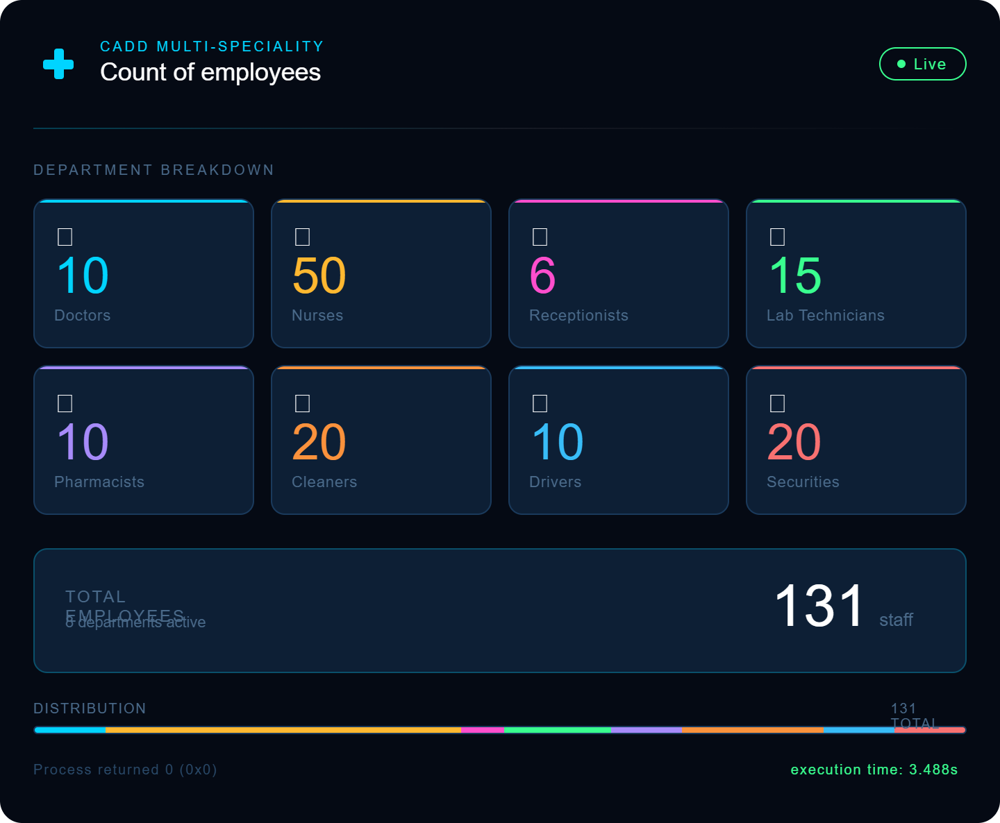 CADD MULTI-SPECIALITY
Count of employees
Live
DEPARTMENT BREAKDOWN
10
Doctors
50
Nurses
6
Receptionists
15
Lab Technicians
10
Pharmacists
20
Cleaners
10
Drivers
20
Securities
TOTAL
EMPLOYEES
8 departments active
131 staff
DISTRIBUTION
131
TOTAL
Process returned 0 (0x0)
execution time: 3.488s